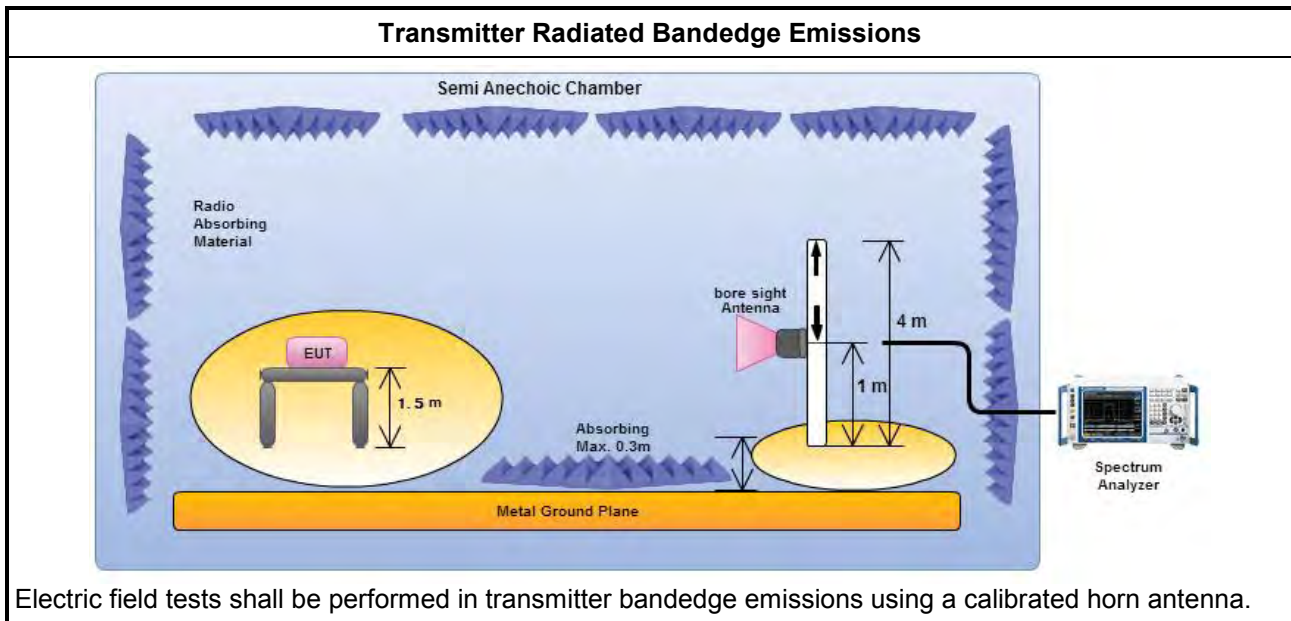 Transmitter Radiated Bandedge Emissions
Semi Anechoic Chamber
Radio
Absorbing
Material
bore sight
Antenna
4 m
EUT
1 m
1.5 m
Absorbing
Max. 0.3m
Spectrum
Analyzer
Metal Ground Plane
Electric field tests shall be performed in transmitter bandedge emissions using a calibrated horn antenna.